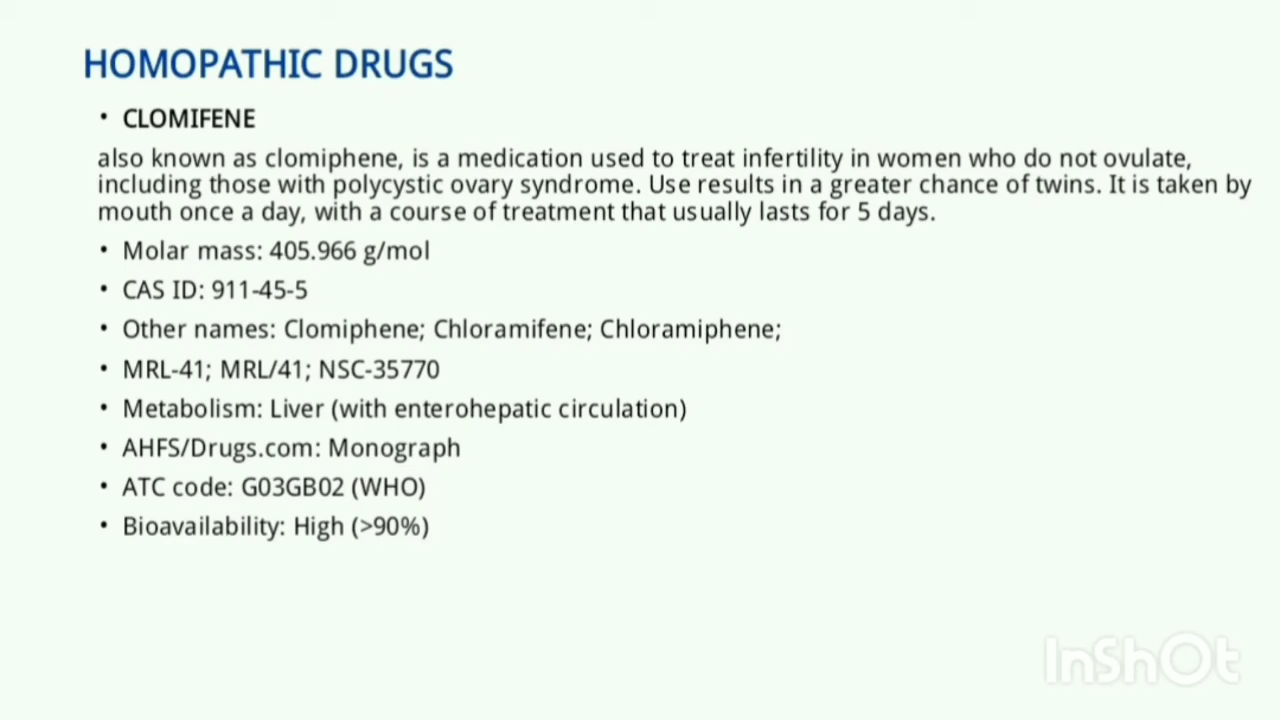 HOMOPATHIC DRUGS
• CLOMIFENE
also known as clomiphene, is a medication used to treat infertility in women who do not ovulate,
including those with polycystic ovary syndrome. Use results in a greater chance of twins. It is taken by
mouth once a day, with a course of treatment that usually lasts for 5 days.
• Molar mass: 405.966 g/mol
• CAS ID: 911-45-5
• Other names: Clomiphene; Chloramifene; Chloramiphene;
• MRL-41; MRL/41; NSC-35770
• Metabolism: Liver (with enterohepatic circulation)
• AHFS/Drugs.com: Monograph
• ATC code: G03GB02 (WHO)
• Bioavailability: High (>90%)
InShOt